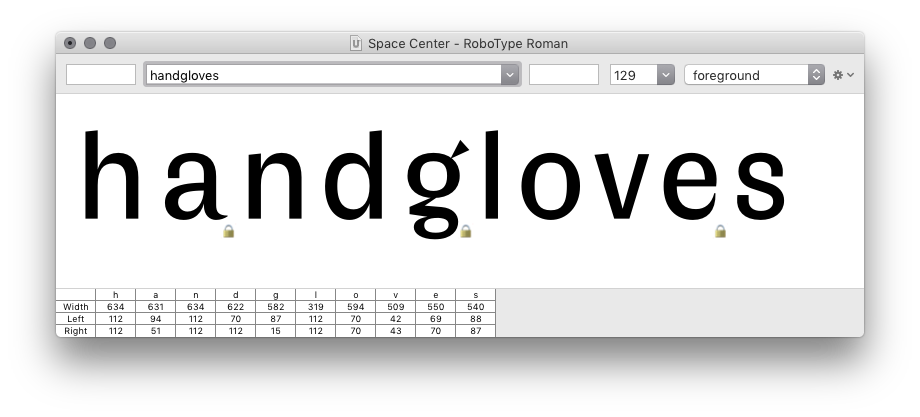 Space Center - RoboType Roman
handgloves 129 foreground
handgloves
h a n d g l o v e s
Width 634 631 634 622 582 319 594 509 550 540
Left 112 94 112 70 87 112 70 42 69 88
Right 112 51 112 112 15 112 70 43 70 87